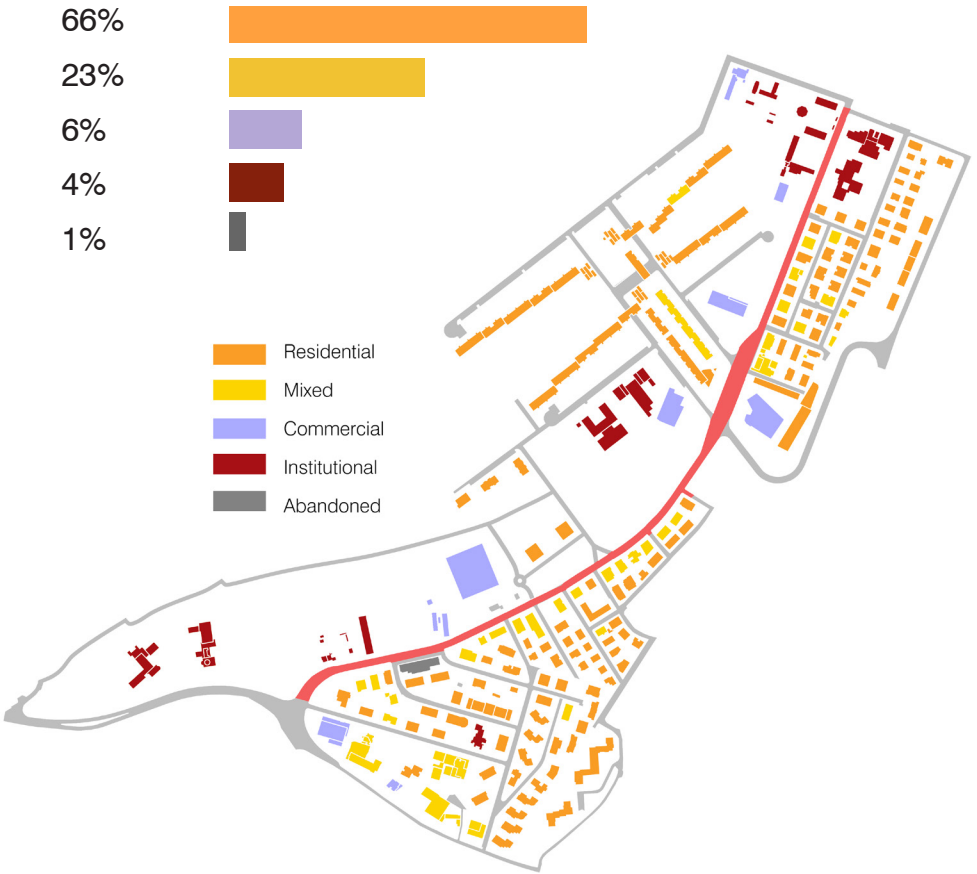 66%
23%
6%
4%
1%
Residential
Mixed
Commercial
Institutional
Abandoned